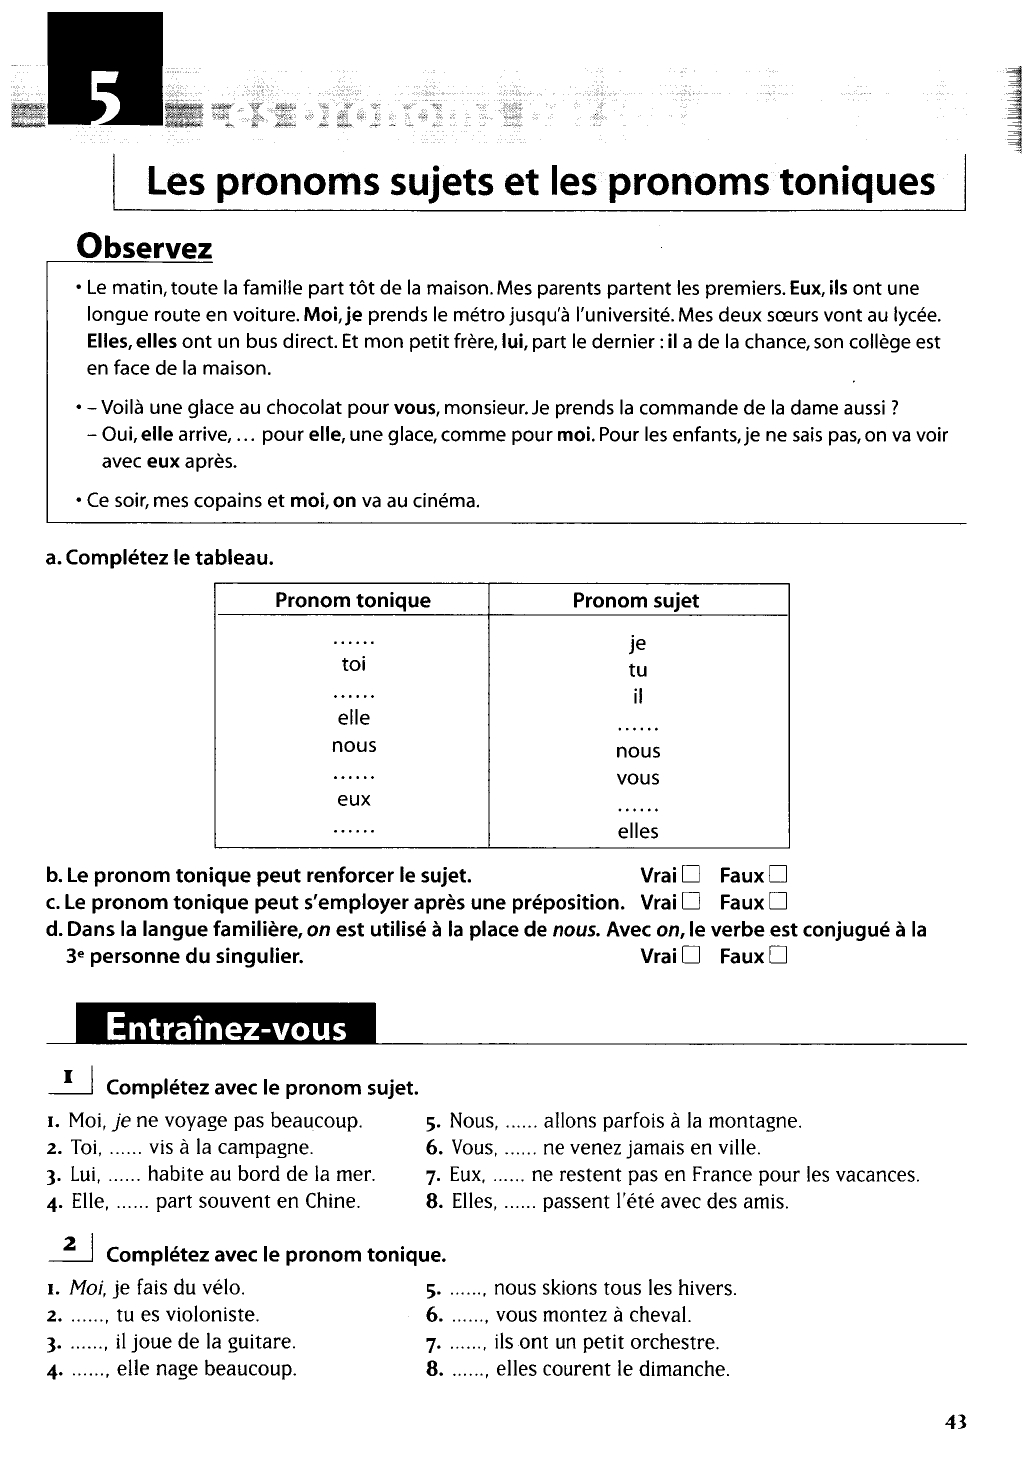 5
Les pronoms sujets et les pronoms toniques
Observez
• Le matin, toute la famille part tôt de la maison. Mes parents partent les premiers. Eux, ils ont une
longue route en voiture. Moi, je prends le métro jusqu'à l'université. Mes deux sœurs vont au lycée.
Elles, elles ont un bus direct. Et mon petit frère, lui, part le dernier : il a de la chance, son collège est
en face de la maison.
• – Voilà une glace au chocolat pour vous, monsieur. Je prends la commande de la dame aussi ?
– Oui, elle arrive, ... pour elle, une glace, comme pour moi. Pour les enfants, je ne sais pas, on va voir
avec eux après.
• Ce soir, mes copains et moi, on va au cinéma.
a. Complétez le tableau.
Pronom tonique Pronom sujet
...... je
toi tu
...... il
elle ......
nous nous
...... vous
eux ......
...... elles
b. Le pronom tonique peut renforcer le sujet. Vrai □ Faux □
c. Le pronom tonique peut s'employer après une préposition. Vrai □ Faux □
d. Dans la langue familière, on est utilisé à la place de nous. Avec on, le verbe est conjugué à la
3e personne du singulier. Vrai □ Faux □
Entraînez-vous
1 Complétez avec le pronom sujet.
1. Moi, je ne voyage pas beaucoup.
2. Toi, ...... vis à la campagne.
3. Lui, ...... habite au bord de la mer.
4. Elle, ...... part souvent en Chine.
5. Nous, ...... allons parfois à la montagne.
6. Vous, ...... ne venez jamais en ville.
7. Eux, ...... ne restent pas en France pour les vacances.
8. Elles, ...... passent l'été avec des amis.
2 Complétez avec le pronom tonique.
1. Moi, je fais du vélo.
2. ......, tu es violoniste.
3. ......, il joue de la guitare.
4. ......, elle nage beaucoup.
5. ......, nous skions tous les hivers.
6. ......, vous montez à cheval.
7. ......, ils ont un petit orchestre.
8. ......, elles courent le dimanche.
43